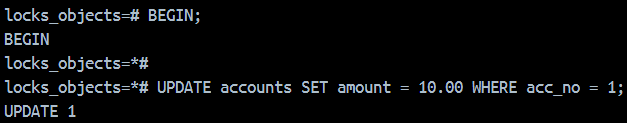 locks_objects=# BEGIN;
BEGIN
locks_objects=*#
locks_objects=*# UPDATE accounts SET amount = 10.00 WHERE acc_no = 1;
UPDATE 1